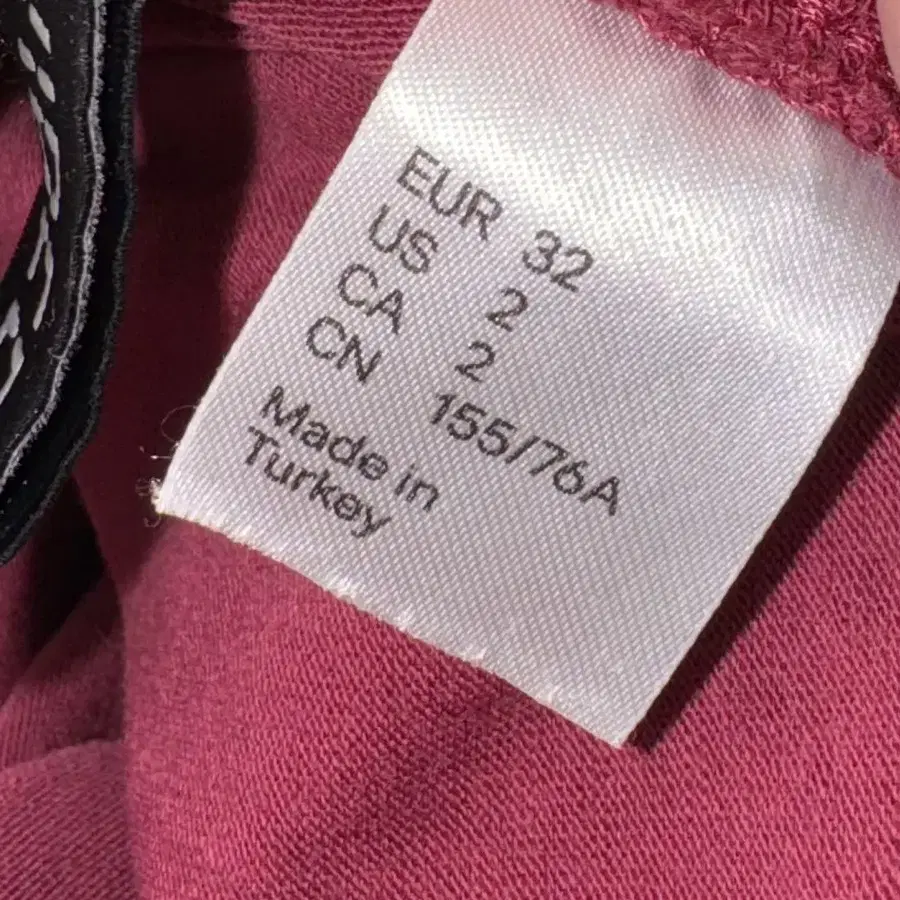 EUR 32
US 2
CA 2
CN 155/76A
Made in
Turkey